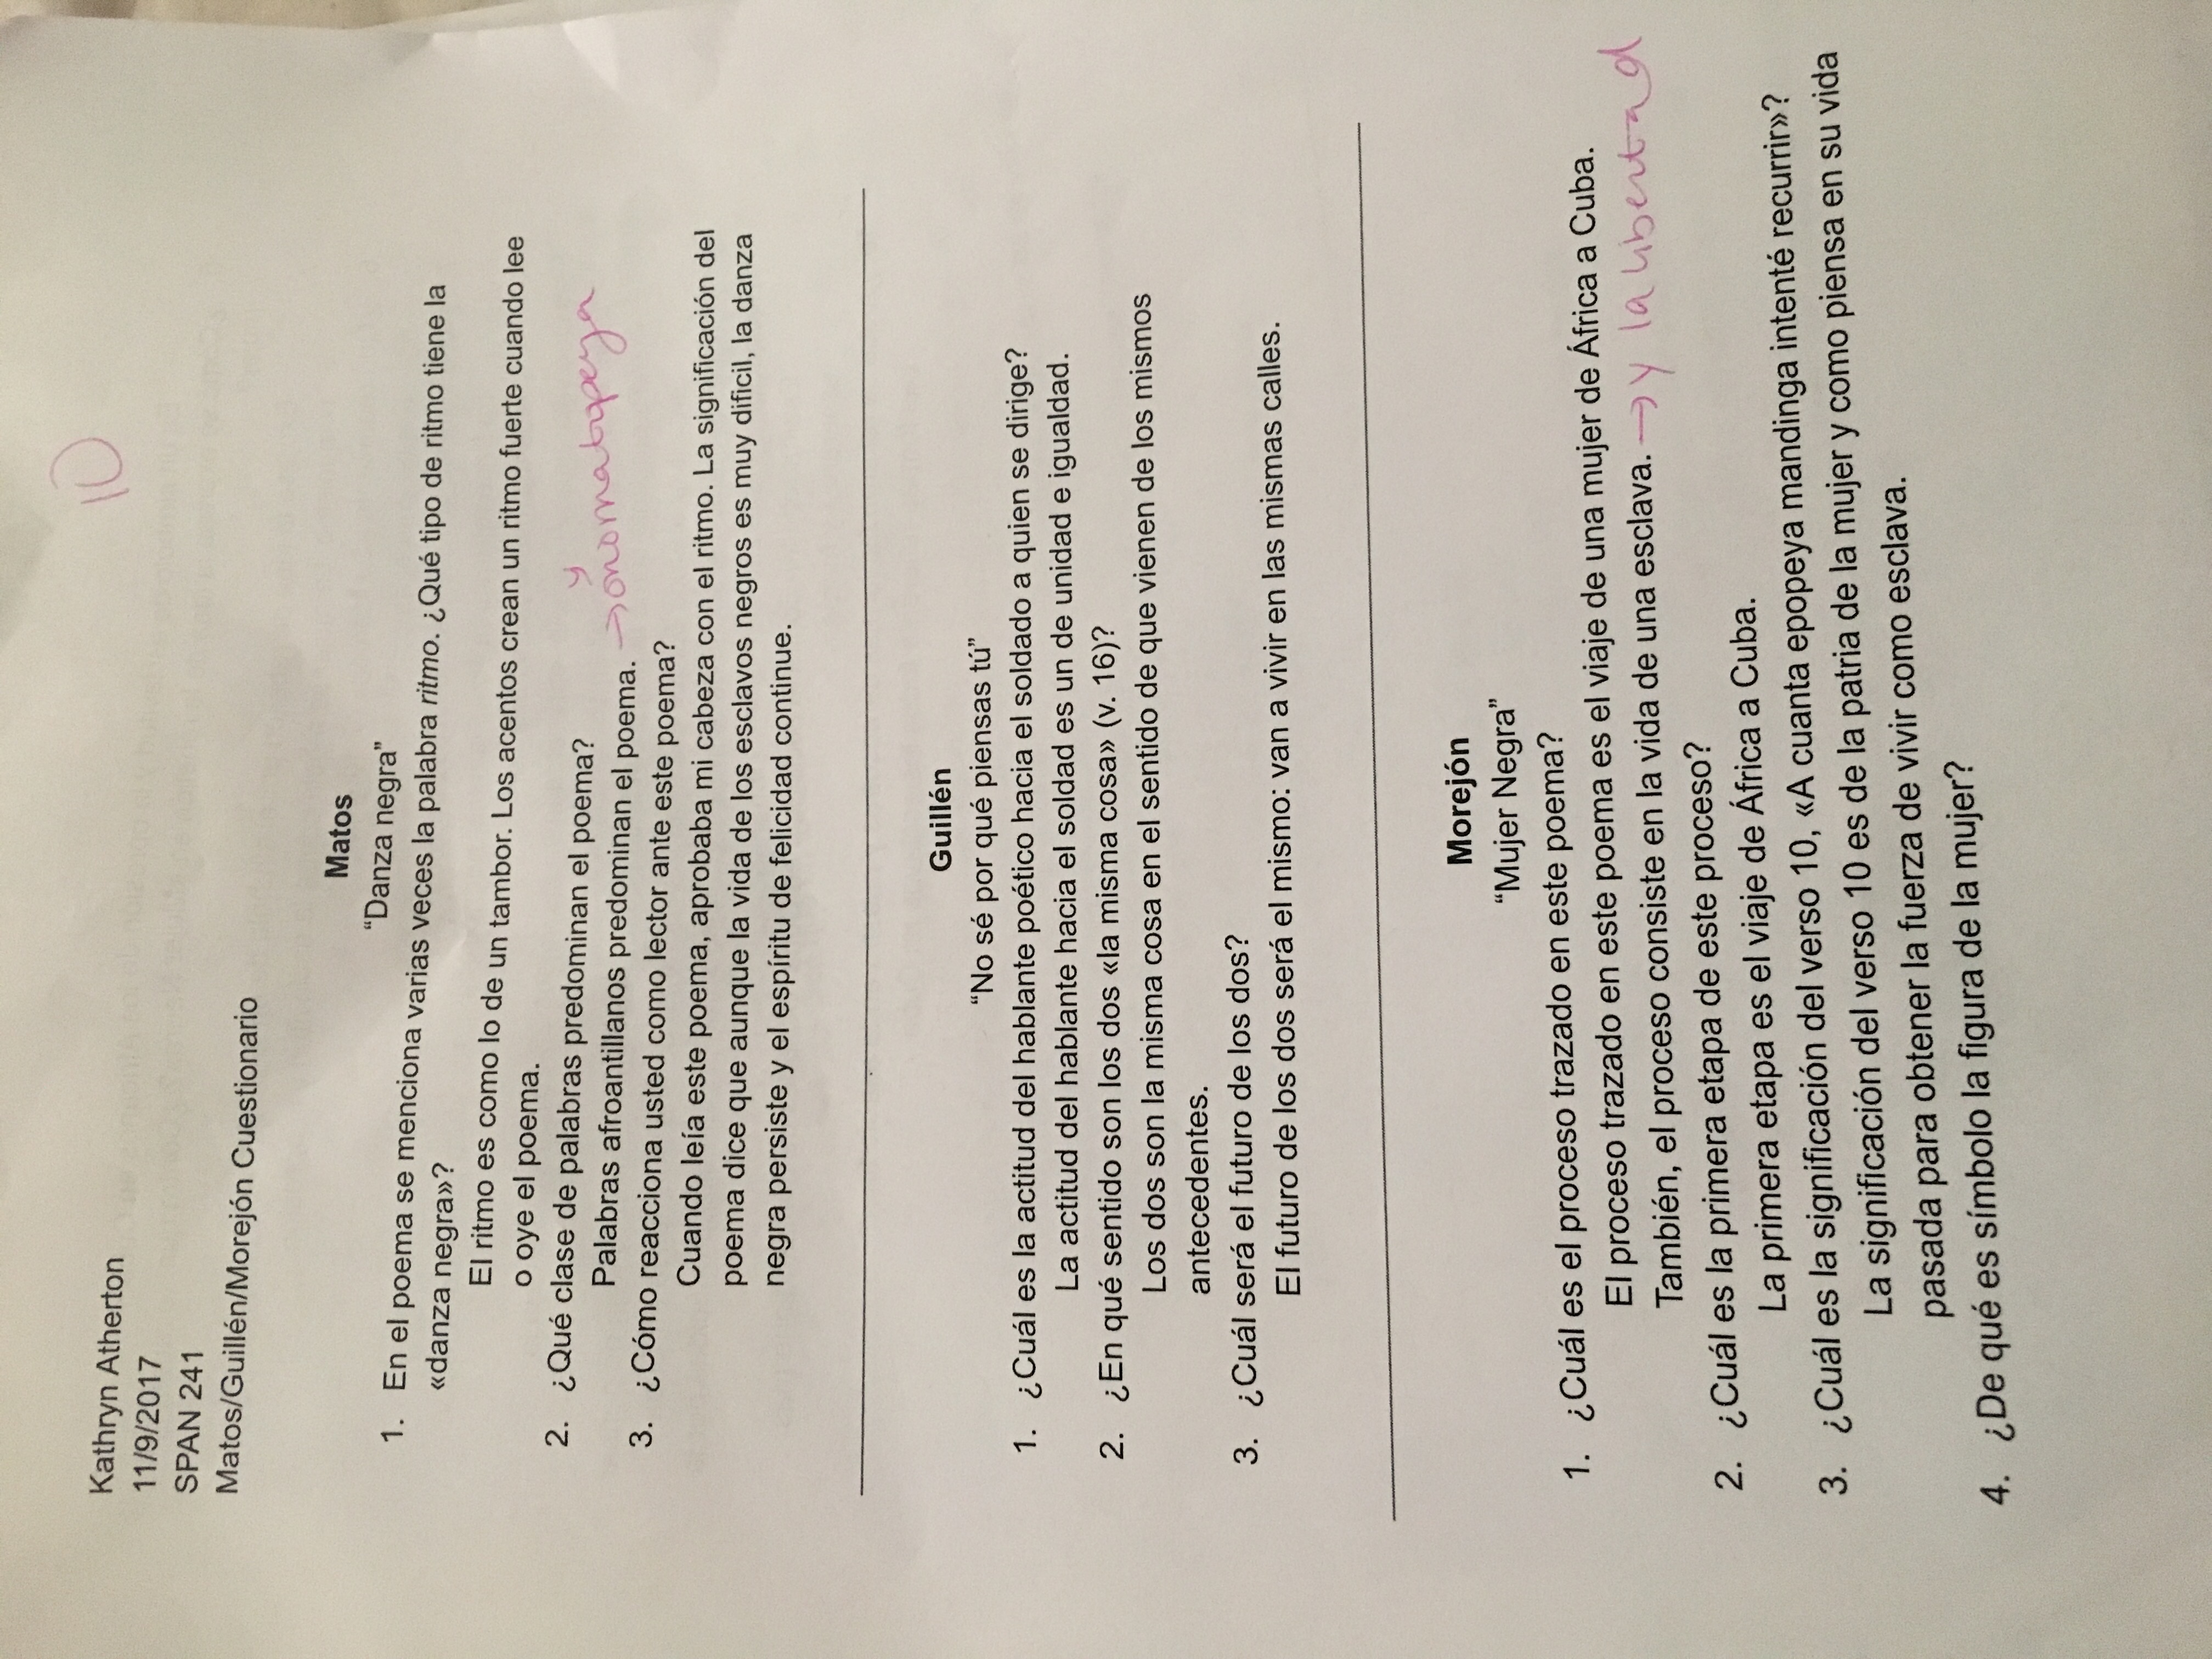 10
Kathryn Atherton
11/9/2017
SPAN 241
Matos/Guillén/Morejón Cuestionario
Matos
“Danza negra”
1. En el poema se menciona varias veces la palabra ritmo. ¿Qué tipo de ritmo tiene la
«danza negra»?
El ritmo es como lo de un tambor. Los acentos crean un ritmo fuerte cuando lee
o oye el poema.
2. ¿Qué clase de palabras predominan el poema?
Palabras afroantillanos predominan el poema. → y onomatopeya
3. ¿Cómo reacciona usted como lector ante este poema?
Cuando leía este poema, aprobaba mi cabeza con el ritmo. La significación del
poema dice que aunque la vida de los esclavos negros es muy dificil, la danza
negra persiste y el espíritu de felicidad continue.
Guillén
“No sé por qué piensas tú”
1. ¿Cuál es la actitud del hablante poético hacia el soldado a quien se dirige?
La actitud del hablante hacia el soldad es un de unidad e igualdad.
2. ¿En qué sentido son los dos «la misma cosa» (v. 16)?
Los dos son la misma cosa en el sentido de que vienen de los mismos
antecedentes.
3. ¿Cuál será el futuro de los dos?
El futuro de los dos será el mismo: van a vivir en las mismas calles.
Morejón
“Mujer Negra”
1. ¿Cuál es el proceso trazado en este poema?
El proceso trazado en este poema es el viaje de una mujer de África a Cuba.
También, el proceso consiste en la vida de una esclava. → y la libertad
2. ¿Cuál es la primera etapa de este proceso?
La primera etapa es el viaje de África a Cuba.
3. ¿Cuál es la significación del verso 10, «A cuanta epopeya mandinga intenté recurrir»?
La significación del verso 10 es de la patria de la mujer y como piensa en su vida
pasada para obtener la fuerza de vivir como esclava.
4. ¿De qué es símbolo la figura de la mujer?